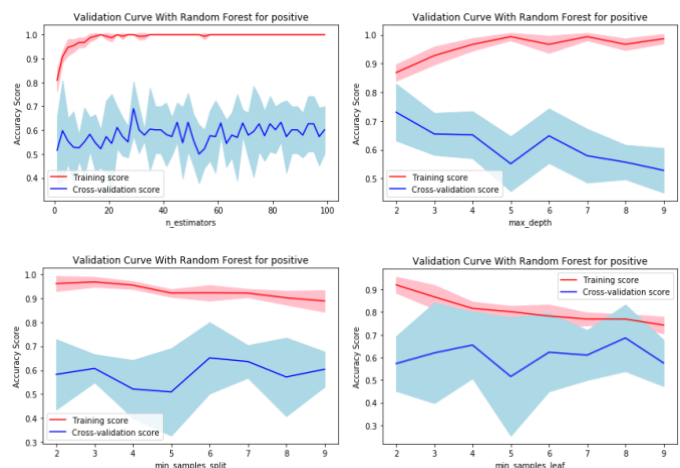 Validation Curve With Random Forest for positive
Accuracy Score
1.0
0.9
0.8
0.7
0.6
0.5
0.4
Training score
Cross-validation score
0 20 40 60 80 100
n_estimators
Validation Curve With Random Forest for positive
Accuracy Score
1.0
0.9
0.8
0.7
0.6
0.5
Training score
Cross-validation score
2 3 4 5 6 7 8 9
max_depth
Validation Curve With Random Forest for positive
Accuracy Score
1.0
0.9
0.8
0.7
0.6
0.5
0.4
0.3
Training score
Cross-validation score
2 3 4 5 6 7 8 9
min_samples_split
Validation Curve With Random Forest for positive
Accuracy Score
0.9
0.8
0.7
0.6
0.5
0.4
0.3
Training score
Cross-validation score
2 3 4 5 6 7 8 9
min_samples_leaf